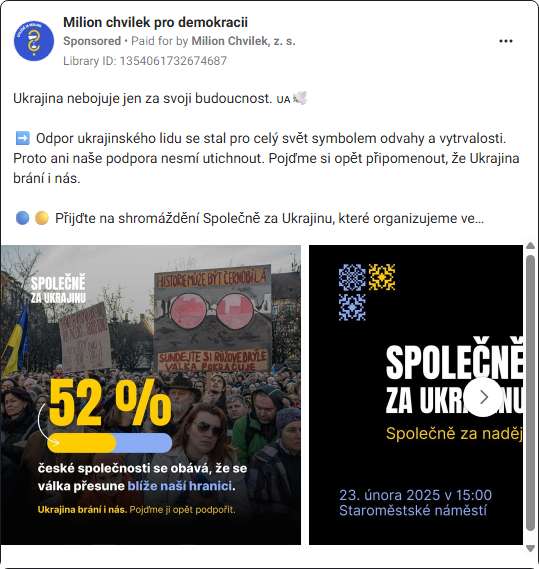 Milion chvilek pro demokracii
Sponsored • Paid for by Milion Chvilek, z. s.
Library ID: 1354061732674687
Ukrajina nebojuje jen za svoji budoucnost. 🇺🇦🕊️
➡️ Odpor ukrajinského lidu se stal pro celý svět symbolem odvahy a vytrvalosti.
Proto ani naše podpora nesmí utichnout. Pojďme si opět připomenout, že Ukrajina
brání i nás.
🔵 🟡 Přijďte na shromáždění Společně za Ukrajinu, které organizujeme ve...
SPOLEČNĚ
ZA UKRAJINU
HISTORIE MŮŽE BÝT ČERNOBÍLÁ
SUNDEJTE SI RŮŽOVÉ BRÝLE
VÁLKA POKRAČUJE
52 %
české společnosti se obává, že se
válka přesune blíže naší hranici.
Ukrajina brání i nás. Pojďme ji opět podpořit.
SPOLEČNĚ
ZA UKRAJINU
Společně za naděj
23. února 2025 v 15:00
Staroměstské náměstí